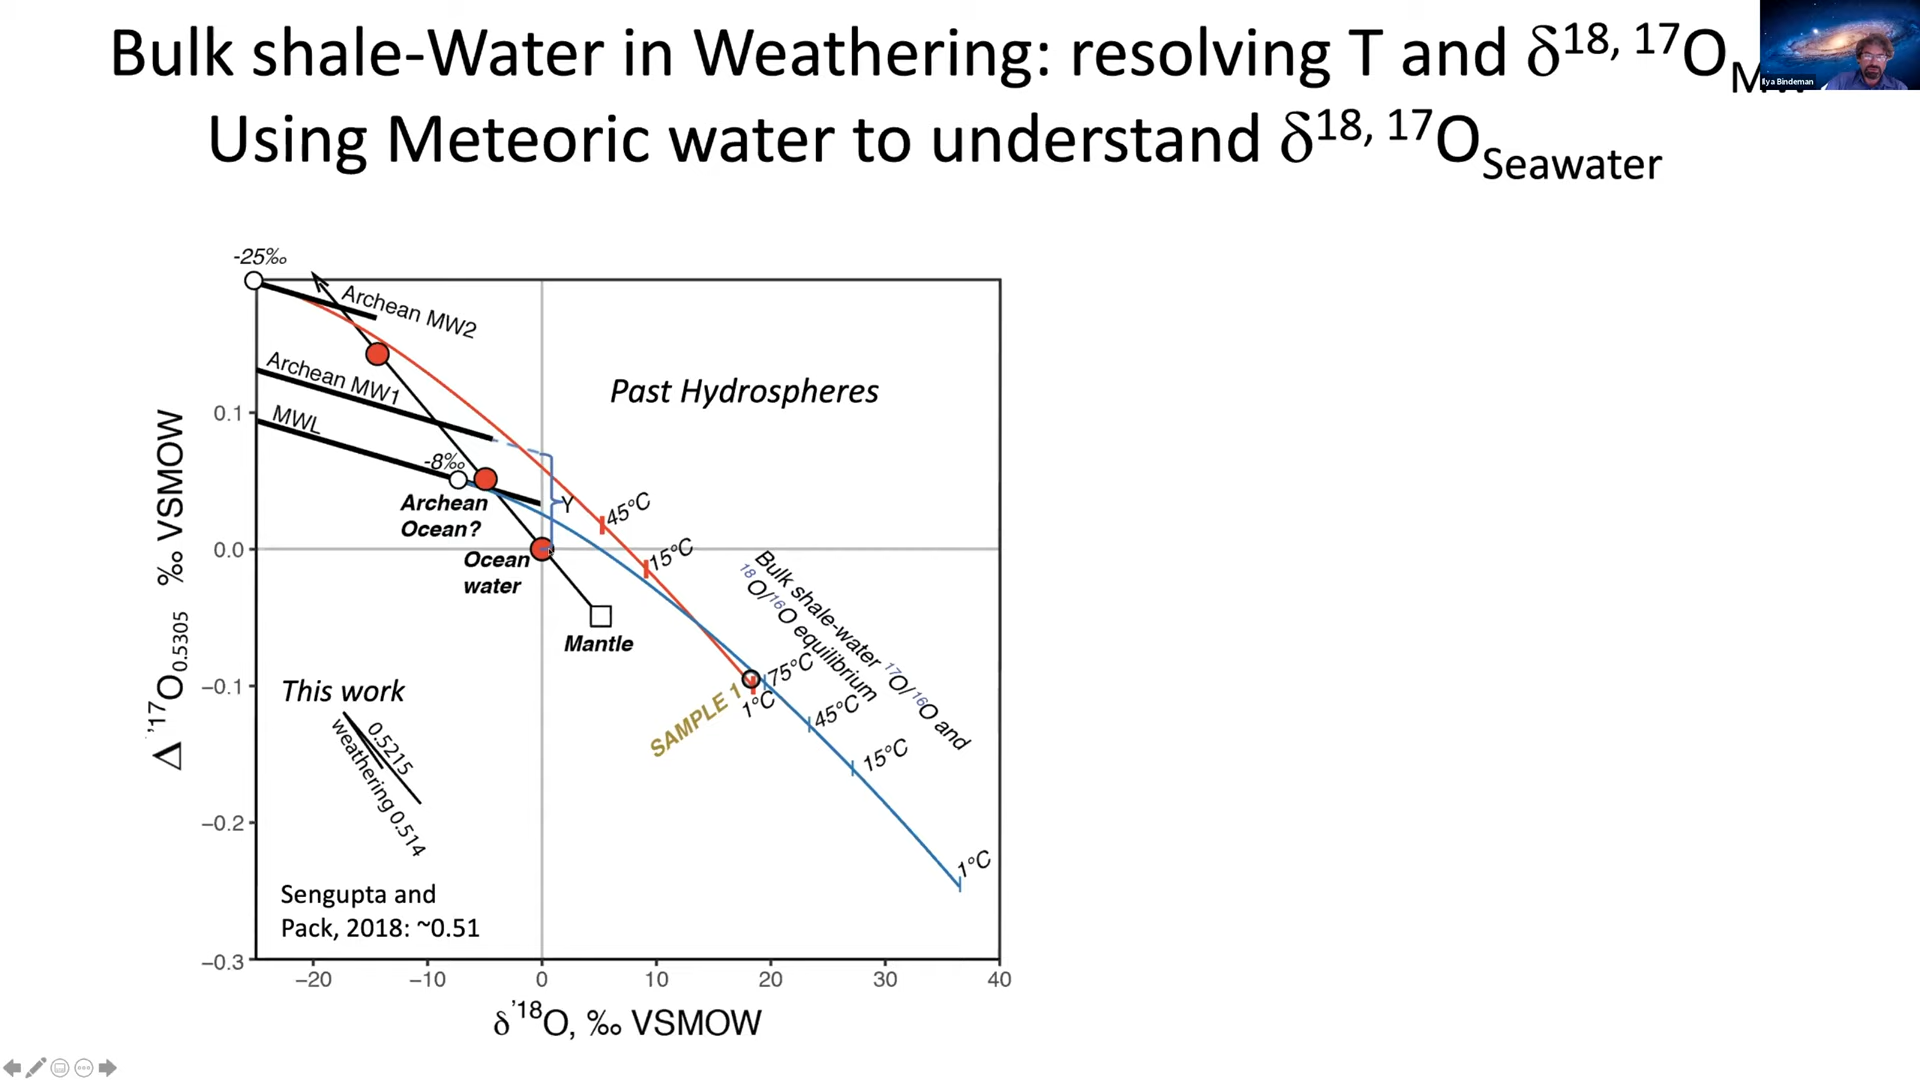 Bulk shale-Water in Weathering: resolving T and δ18, 17O
Using Meteoric water to understand δ18, 17OSeawater
Ilya Bindeman
-25‰
Archean MW2
Archean MW1
MWL
-8‰
Archean
Ocean?
Ocean
water
Mantle
Y
Past Hydrospheres
45°C
15°C
1°C
75°C
45°C
15°C
1°C
Bulk shale-water 17O/16O and
18O/16O equilibrium
SAMPLE 1
This work
0.5215
weathering 0.514
Sengupta and
Pack, 2018: ~0.51
0.1
0.0
−0.1
−0.2
−0.3
−20 −10 0 10 20 30 40
Δ'17O0.5305 ‰ VSMOW
δ'18O, ‰ VSMOW